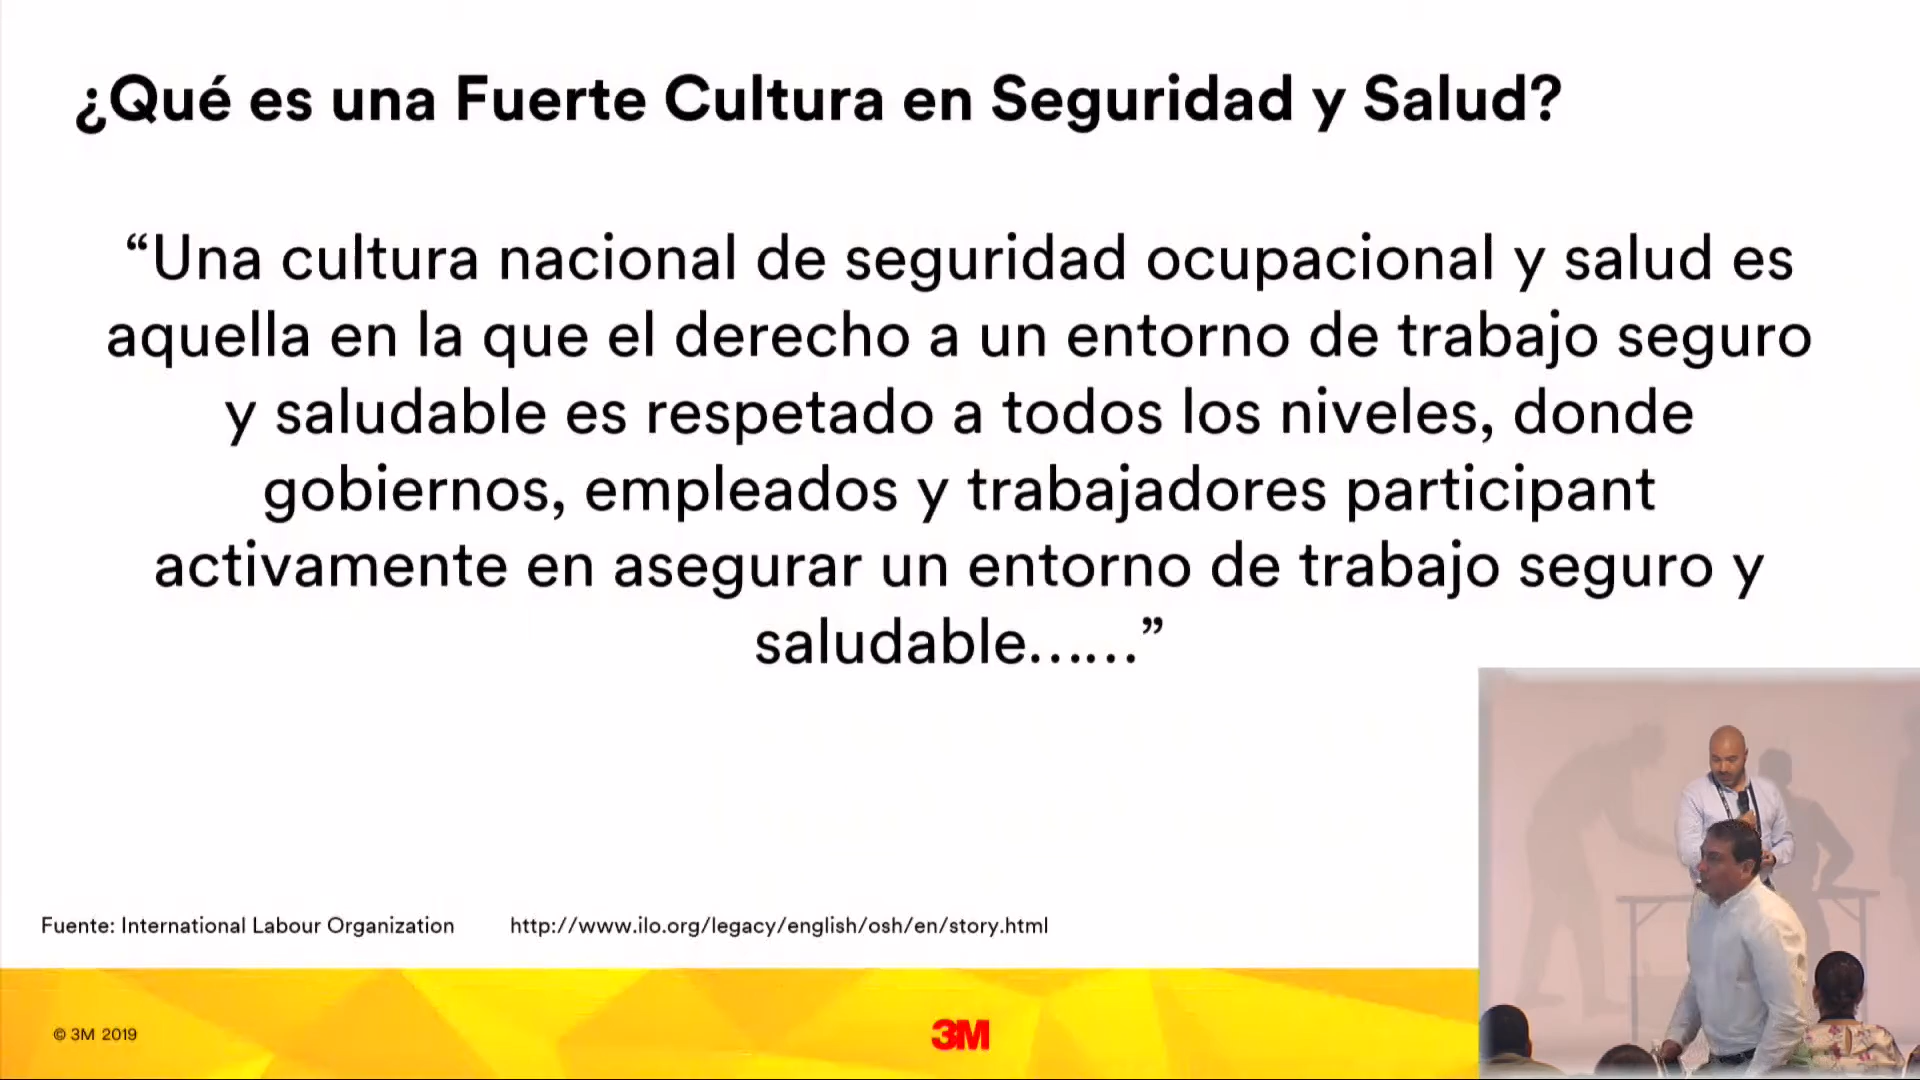 ¿Qué es una Fuerte Cultura en Seguridad y Salud?
“Una cultura nacional de seguridad ocupacional y salud es
aquella en la que el derecho a un entorno de trabajo seguro
y saludable es respetado a todos los niveles, donde
gobiernos, empleados y trabajadores participant
activamente en asegurar un entorno de trabajo seguro y
saludable......”
Fuente: International Labour Organization http://www.ilo.org/legacy/english/osh/en/story.html
© 3M 2019
3M